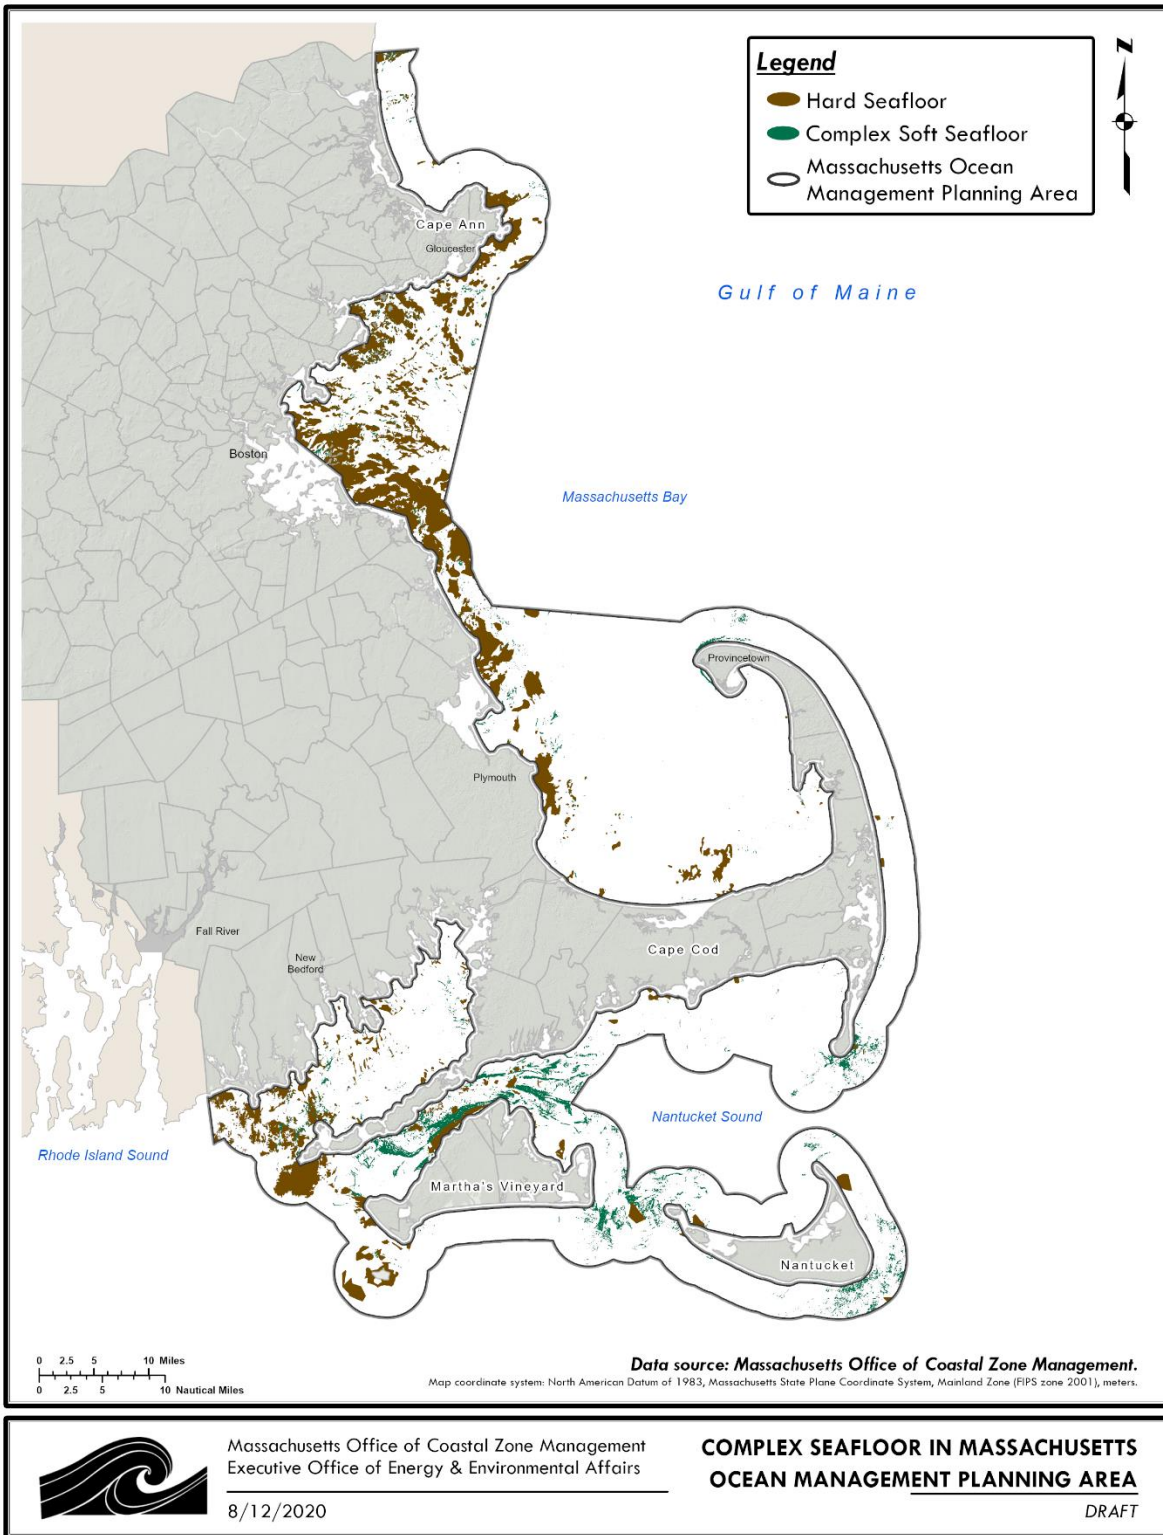 Legend
Hard Seafloor
Complex Soft Seafloor
Massachusetts Ocean
Management Planning Area
N
Cape Ann
Gloucester
Gulf of Maine
Boston
Massachusetts Bay
Provincetown
Plymouth
Fall River
New
Bedford
Cape Cod
Nantucket Sound
Rhode Island Sound
Martha's Vineyard
Nantucket
0 2.5 5 10 Miles
0 2.5 5 10 Nautical Miles
Data source: Massachusetts Office of Coastal Zone Management.
Map coordinate system: North American Datum of 1983, Massachusetts State Plane Coordinate System, Mainland Zone (FIPS zone 2001), meters.
Massachusetts Office of Coastal Zone Management
Executive Office of Energy & Environmental Affairs
8/12/2020
COMPLEX SEAFLOOR IN MASSACHUSETTS
OCEAN MANAGEMENT PLANNING AREA
DRAFT